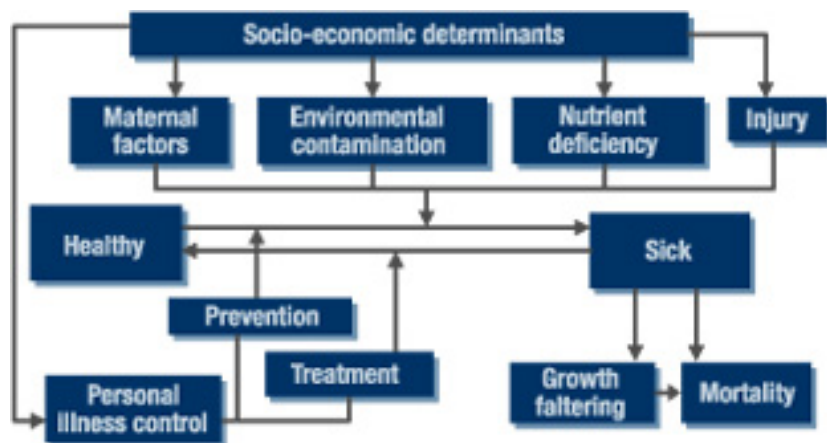 Socio-economic determinants
Maternal
factors
Environmental
contamination
Nutrient
deficiency
Injury
Healthy
Sick
Prevention
Treatment
Personal
illness control
Growth
faltering
Mortality